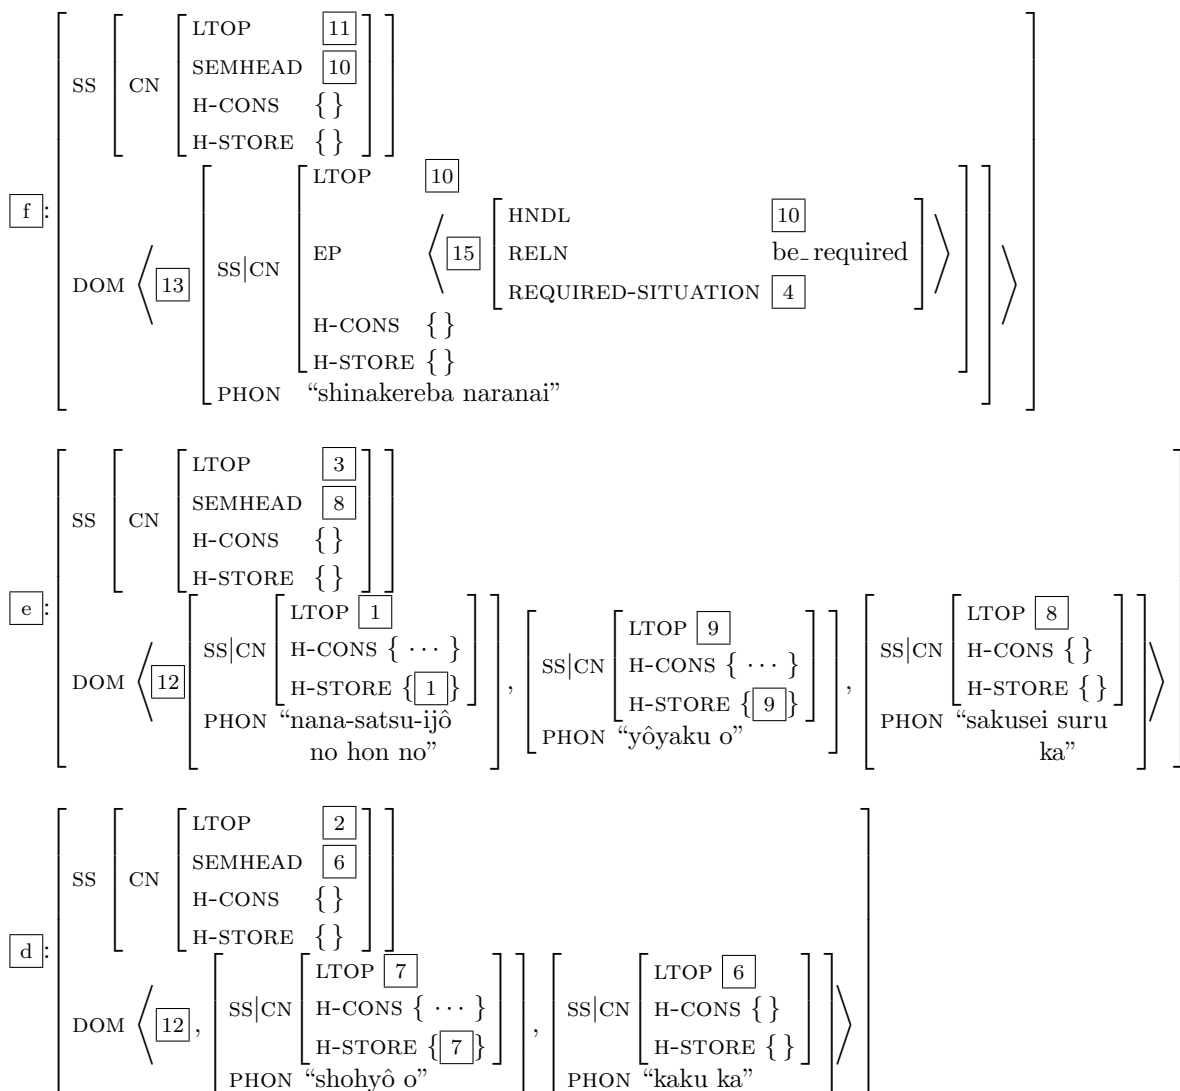 f :
SS CN LTOP 11
SEMHEAD 10
H-CONS { }
H-STORE { }
DOM ⟨ 13 SS|CN LTOP 10
EP ⟨ 15 HNDL 10
RELN be_required
REQUIRED-SITUATION 4 ⟩
H-CONS { }
H-STORE { }
PHON “shinakereba naranai” ⟩
e :
SS CN LTOP 3
SEMHEAD 8
H-CONS { }
H-STORE { }
DOM ⟨ 12 SS|CN LTOP 1
H-CONS { ··· }
H-STORE { 1 }
PHON “nana-satsu-ijô
no hon no”
, SS|CN LTOP 9
H-CONS { ··· }
H-STORE { 9 }
PHON “yôyaku o”
, SS|CN LTOP 8
H-CONS { }
H-STORE { }
PHON “sakusei suru
ka” ⟩
d :
SS CN LTOP 2
SEMHEAD 6
H-CONS { }
H-STORE { }
DOM ⟨ 12 , SS|CN LTOP 7
H-CONS { ··· }
H-STORE { 7 }
PHON “shohyô o”
, SS|CN LTOP 6
H-CONS { }
H-STORE { }
PHON “kaku ka” ⟩